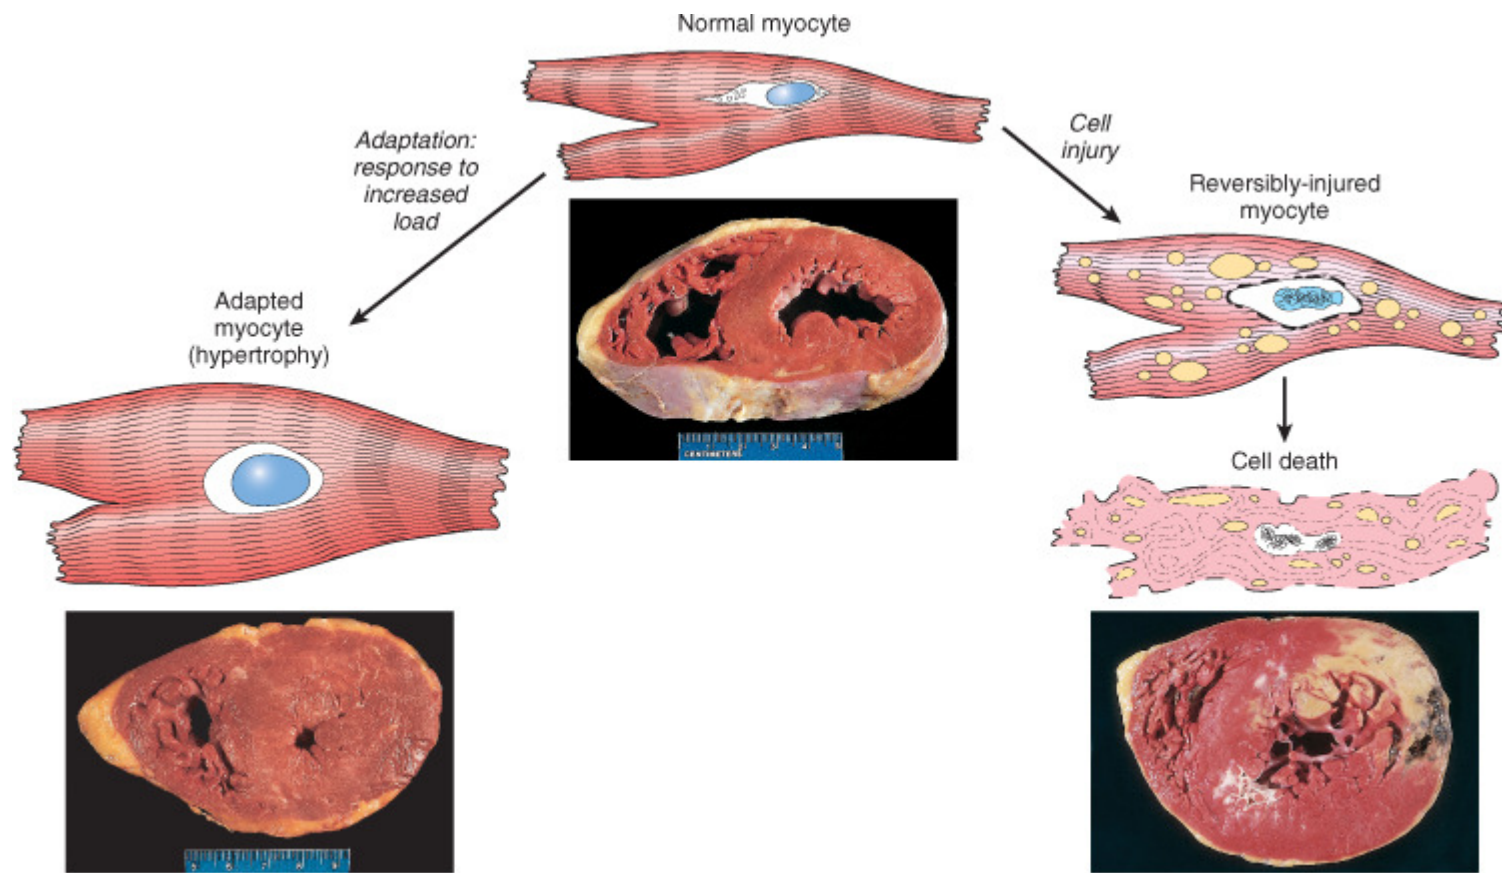 Normal myocyte
Adaptation:
response to
increased
load
Cell
injury
Reversibly-injured
myocyte
Adapted
myocyte
(hypertrophy)
Cell death
CENTIMETERS